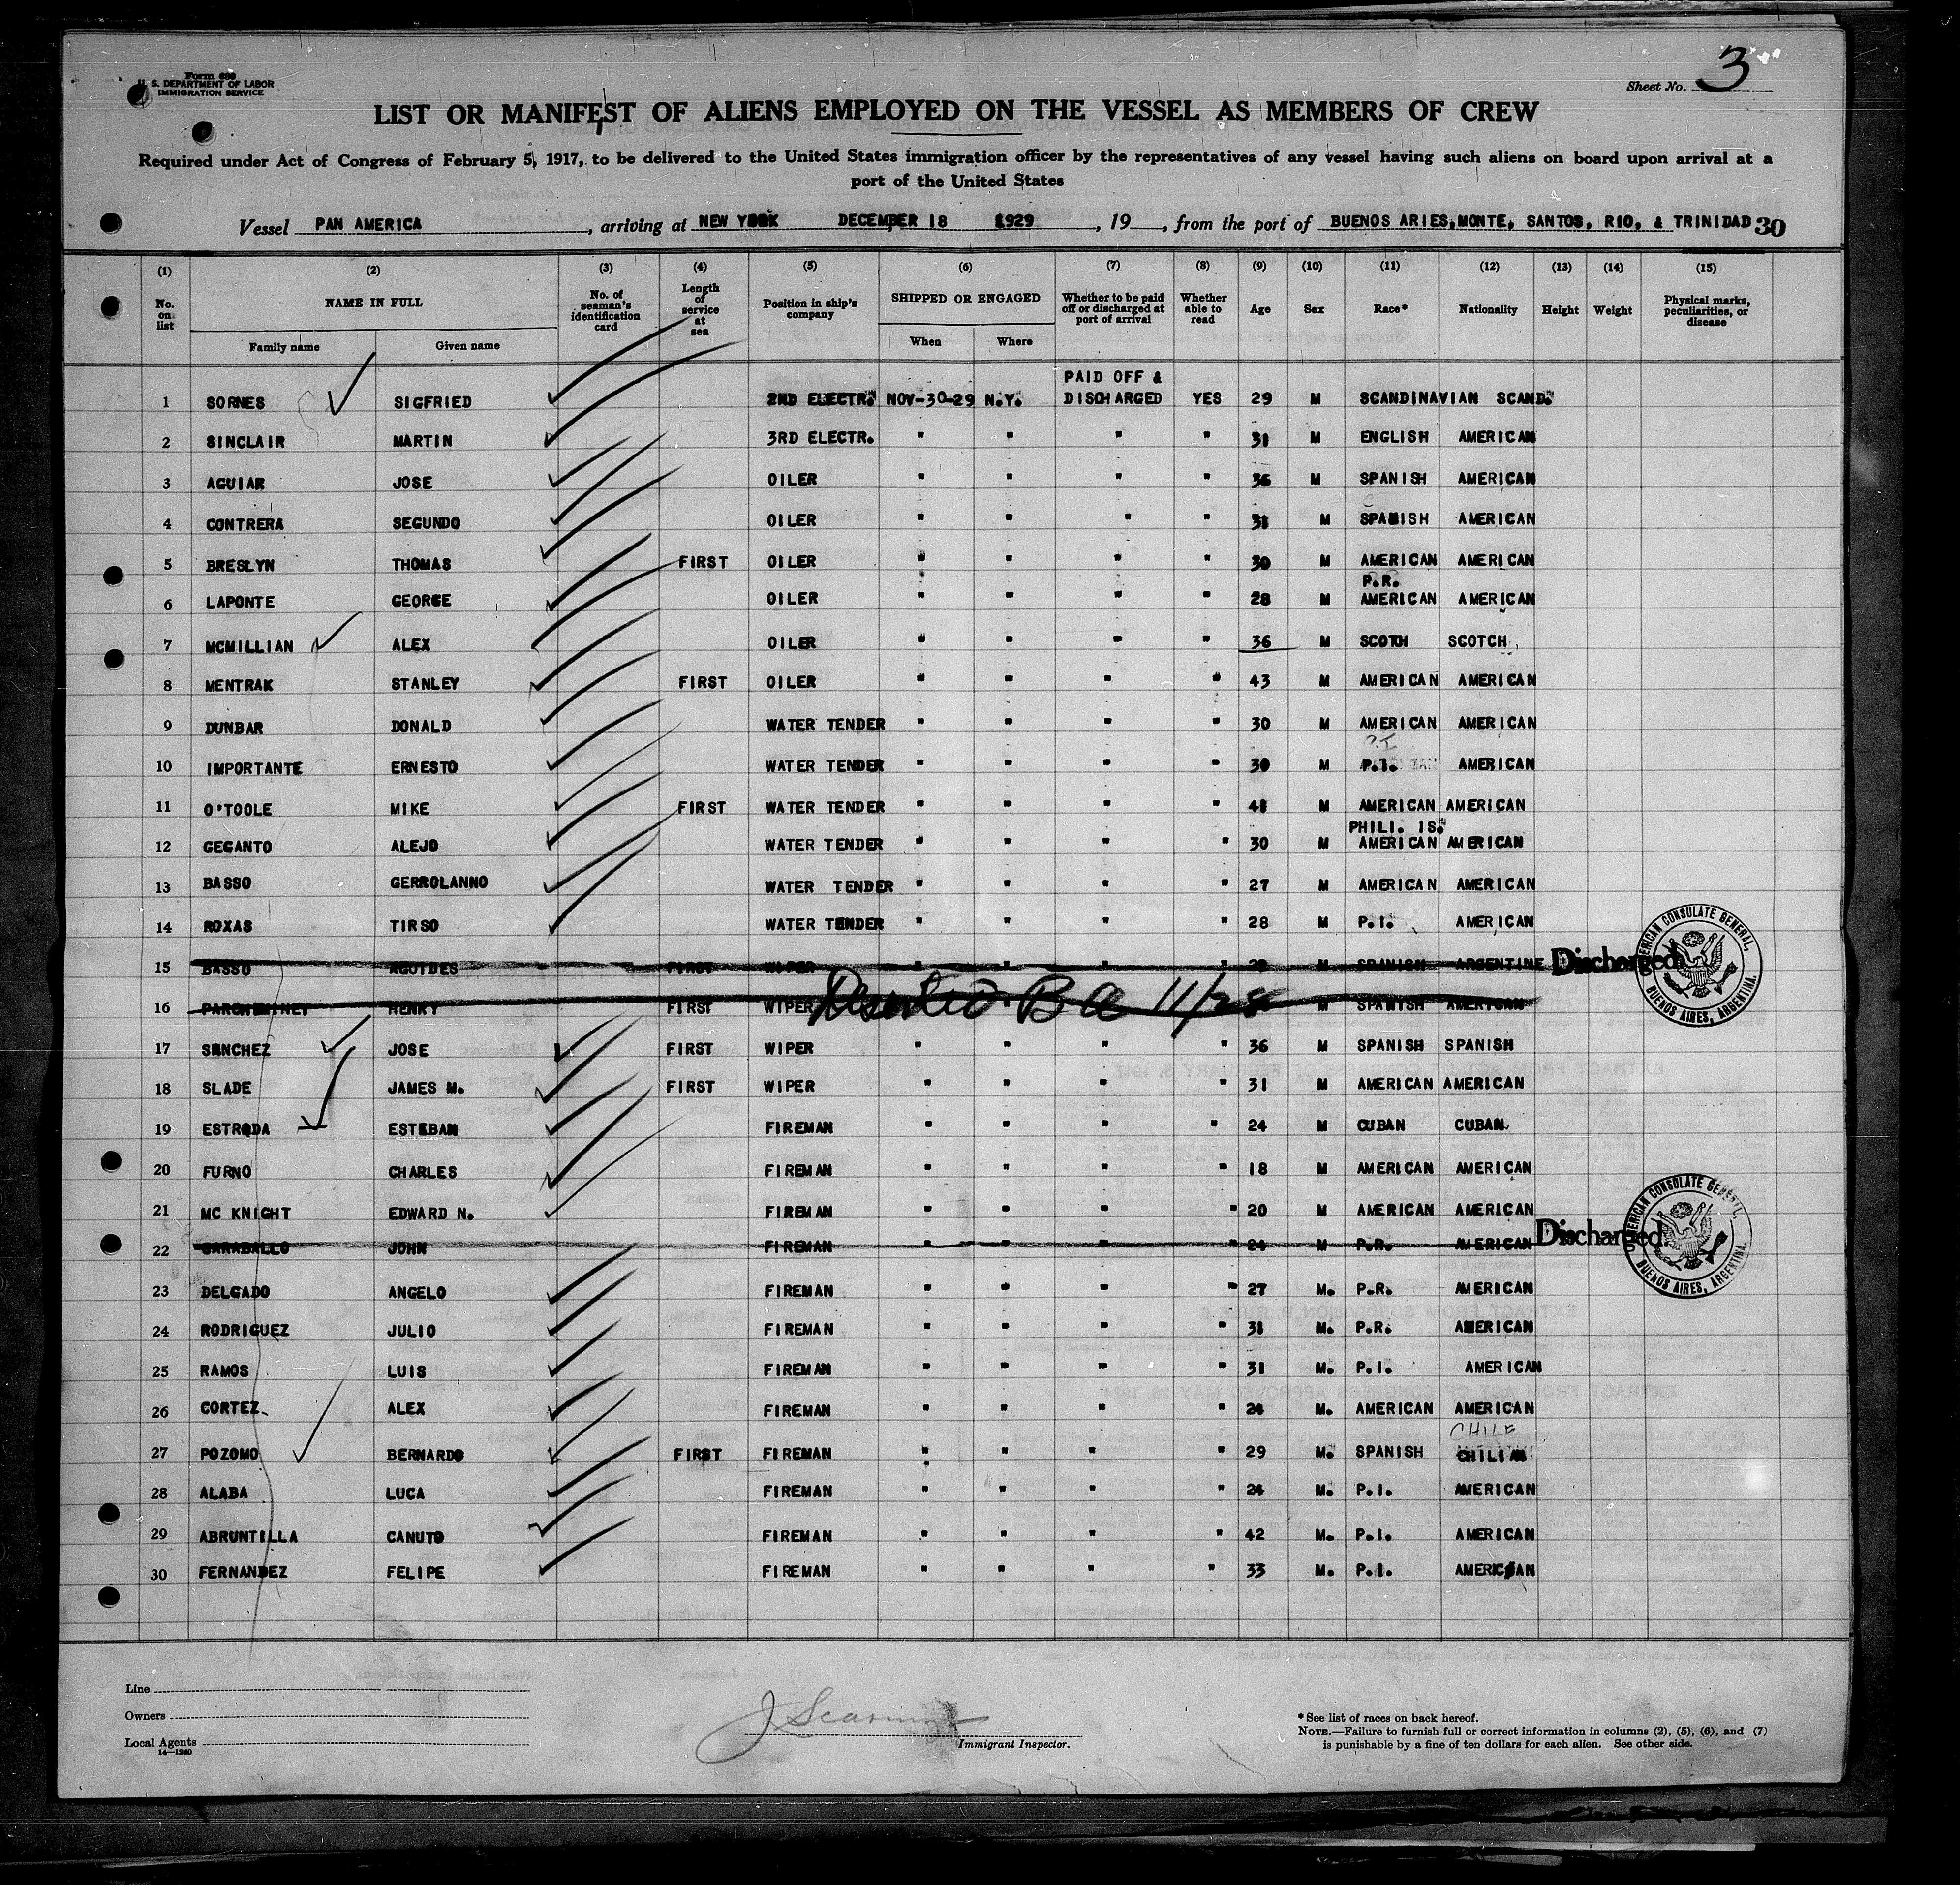 Form 689
U. S. DEPARTMENT OF LABOR
IMMIGRATION SERVICE
Sheet No. 3
LIST OR MANIFEST OF ALIENS EMPLOYED ON THE VESSEL AS MEMBERS OF CREW
Required under Act of Congress of February 5, 1917, to be delivered to the United States immigration officer by the representatives of any vessel having such aliens on board upon arrival at a
port of the United States
Vessel PAN AMERICA, arriving at NEW YORK DECEMBER 18 1929, 19 , from the port of BUENOS ARIES, MONTE, SANTOS, RIO, & TRINIDAD 30
(1) (2) (3) (4) (5) (6) (7) (8) (9) (10) (11) (12) (13) (14) (15)
No. on list NAME IN FULL Family name Given name No. of seaman's identification card Length of service at sea Position in ship's company SHIPPED OR ENGAGED When Where Whether to be paid off or discharged at port of arrival Whether able to read Age Sex Race* Nationality Height Weight Physical marks, peculiarities, or disease
PAID OFF &
1 SORNES SIGFRIED 2ND ELECTR. NOV-30-29 N.Y. DISCHARGED YES 29 M SCANDINAVIAN SCAND.
2 SINCLAIR MARTIN 3RD ELECTR. " " " " 31 M ENGLISH AMERICAN
3 AGUIAR JOSE OILER " " " " 36 M SPANISH AMERICAN
4 CONTRERA SEGUNDO OILER " " " " 31 M SPANISH AMERICAN
5 BRESLYN THOMAS FIRST OILER " " " " 30 M AMERICAN AMERICAN
P.R.
6 LAPONTE GEORGE OILER " " " " 28 M AMERICAN AMERICAN
7 MCMILLIAN ALEX OILER " " " " 36 M SCOTH SCOTCH
8 MENTRAK STANLEY FIRST OILER " " " " 43 M AMERICAN AMERICAN
9 DUNBAR DONALD WATER TENDER " " " " 30 M AMERICAN AMERICAN
10 IMPORTANTE ERNESTO WATER TENDER " " " " 30 M P.I. AMERICAN
11 O'TOOLE MIKE FIRST WATER TENDER " " " " 41 M AMERICAN AMERICAN
PHILI. IS.
12 GEGANTO ALEJO WATER TENDER " " " " 30 M AMERICAN AMERICAN
13 BASSO GERROLANNO WATER TENDER " " " " 27 M AMERICAN AMERICAN
14 ROXAS TIRSO WATER TENDER " " " " 28 M P.I. AMERICAN
15 BASSO FIRST WIPER " " " " M SPANISH ARGENTINE Discharged
AMERICAN CONSULATE GENERAL, BUENOS AIRES, ARGENTINA.
16 HENRY FIRST WIPER Deserted B A 11/28 M SPANISH AMERICAN
17 SANCHEZ JOSE FIRST WIPER " " " " 36 M SPANISH SPANISH
18 SLADE JAMES M. FIRST WIPER " " " " 31 M AMERICAN AMERICAN
19 ESTRODA ESTEBAN FIREMAN " " " " 24 M CUBAN CUBAN
20 FURNO CHARLES FIREMAN " " " " 18 M AMERICAN AMERICAN
21 MC KNIGHT EDWARD N. FIREMAN " " " " 20 M AMERICAN AMERICAN
22 CARABALLO JOHN FIREMAN " " " " 24 M P.R. AMERICAN Discharged
AMERICAN CONSULATE GENERAL, BUENOS AIRES, ARGENTINA.
23 DELGADO ANGELO FIREMAN " " " " 27 M. P.R. AMERICAN
24 RODRIGUEZ JULIO FIREMAN " " " " 31 M. P.R. AMERICAN
25 RAMOS LUIS FIREMAN " " " " 31 M. P.I. AMERICAN
26 CORTEZ ALEX FIREMAN " " " " 24 M. AMERICAN AMERICAN
CHILE
27 POZOMO BERNARDO FIRST FIREMAN " " " " 29 M. SPANISH CHILIAN
28 ALABA LUCA FIREMAN " " " " 24 M. P.I. AMERICAN
29 ABRUNTILLA CANUTO FIREMAN " " " " 42 M. P.I. AMERICAN
30 FERNANDEZ FELIPE FIREMAN " " " " 33 M. P.I. AMERICAN
Line
Owners
Local Agents
14—1240
Immigrant Inspector.
* See list of races on back hereof.
NOTE.—Failure to furnish full or correct information in columns (2), (5), (6), and (7)
is punishable by a fine of ten dollars for each alien. See other side.